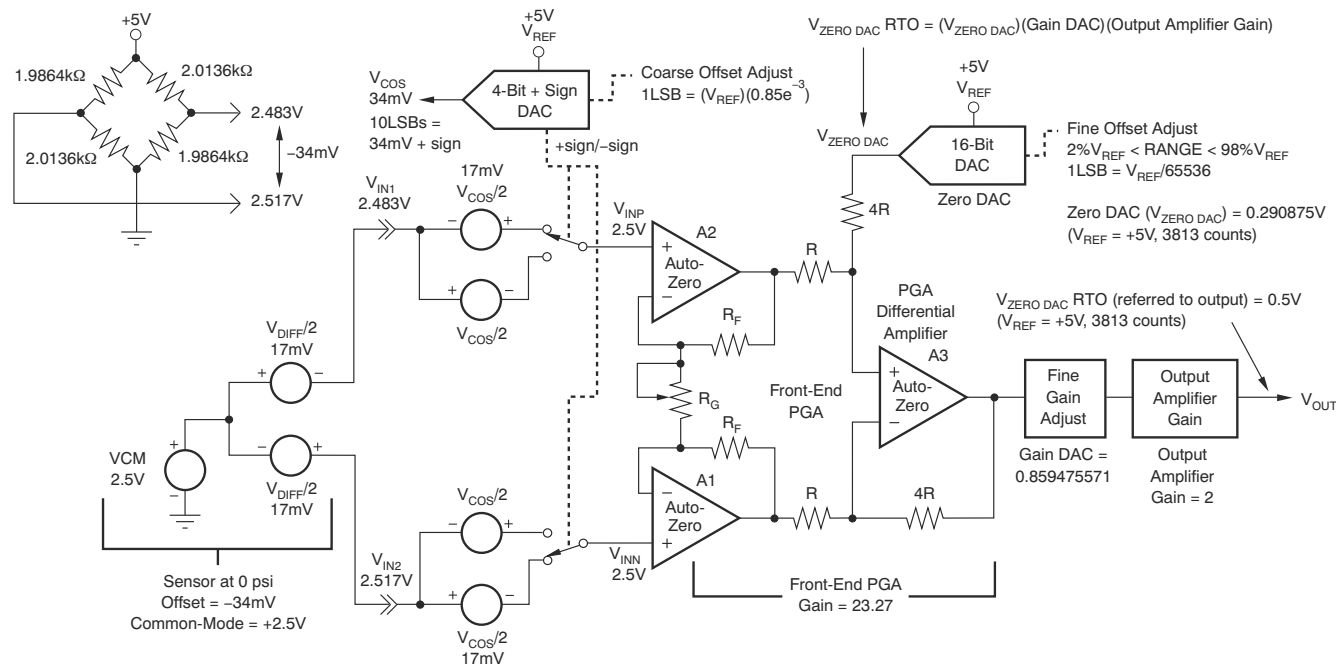 +5V
1.9864kΩ
2.0136kΩ
2.483V
–34mV
2.0136kΩ
1.9864kΩ
2.517V
+5V
VREF
VCOS
34mV
10LSBs =
34mV + sign
4-Bit + Sign
DAC
Coarse Offset Adjust
1LSB = (VREF)(0.85e–3)
+sign/–sign
VZERO DAC RTO = (VZERO DAC)(Gain DAC)(Output Amplifier Gain)
+5V
VREF
VZERO DAC
16-Bit
DAC
Zero DAC
Fine Offset Adjust
2%VREF < RANGE < 98%VREF
1LSB = VREF/65536
Zero DAC (VZERO DAC) = 0.290875V
(VREF = +5V, 3813 counts)
VIN1
2.483V
17mV
VCOS/2
– +
+ –
VCOS/2
VINP
2.5V
A2
+
Auto-
Zero
–
R
4R
RF
RG
RF
Front-End
PGA
PGA
Differential
Amplifier
A3
+
Auto-
Zero
–
VZERO DAC RTO (referred to output) = 0.5V
(VREF = +5V, 3813 counts)
Fine
Gain
Adjust
Gain DAC =
0.859475571
Output
Amplifier
Gain
Output
Amplifier
Gain = 2
VOUT
VDIFF/2
17mV
+ –
– +
VDIFF/2
17mV
VCM
2.5V
+
–
Sensor at 0 psi
Offset = –34mV
Common-Mode = +2.5V
VIN2
2.517V
VCOS/2
– +
+ –
VCOS/2
17mV
VINN
2.5V
A1
–
Auto-
Zero
+
R
4R
Front-End PGA
Gain = 23.27